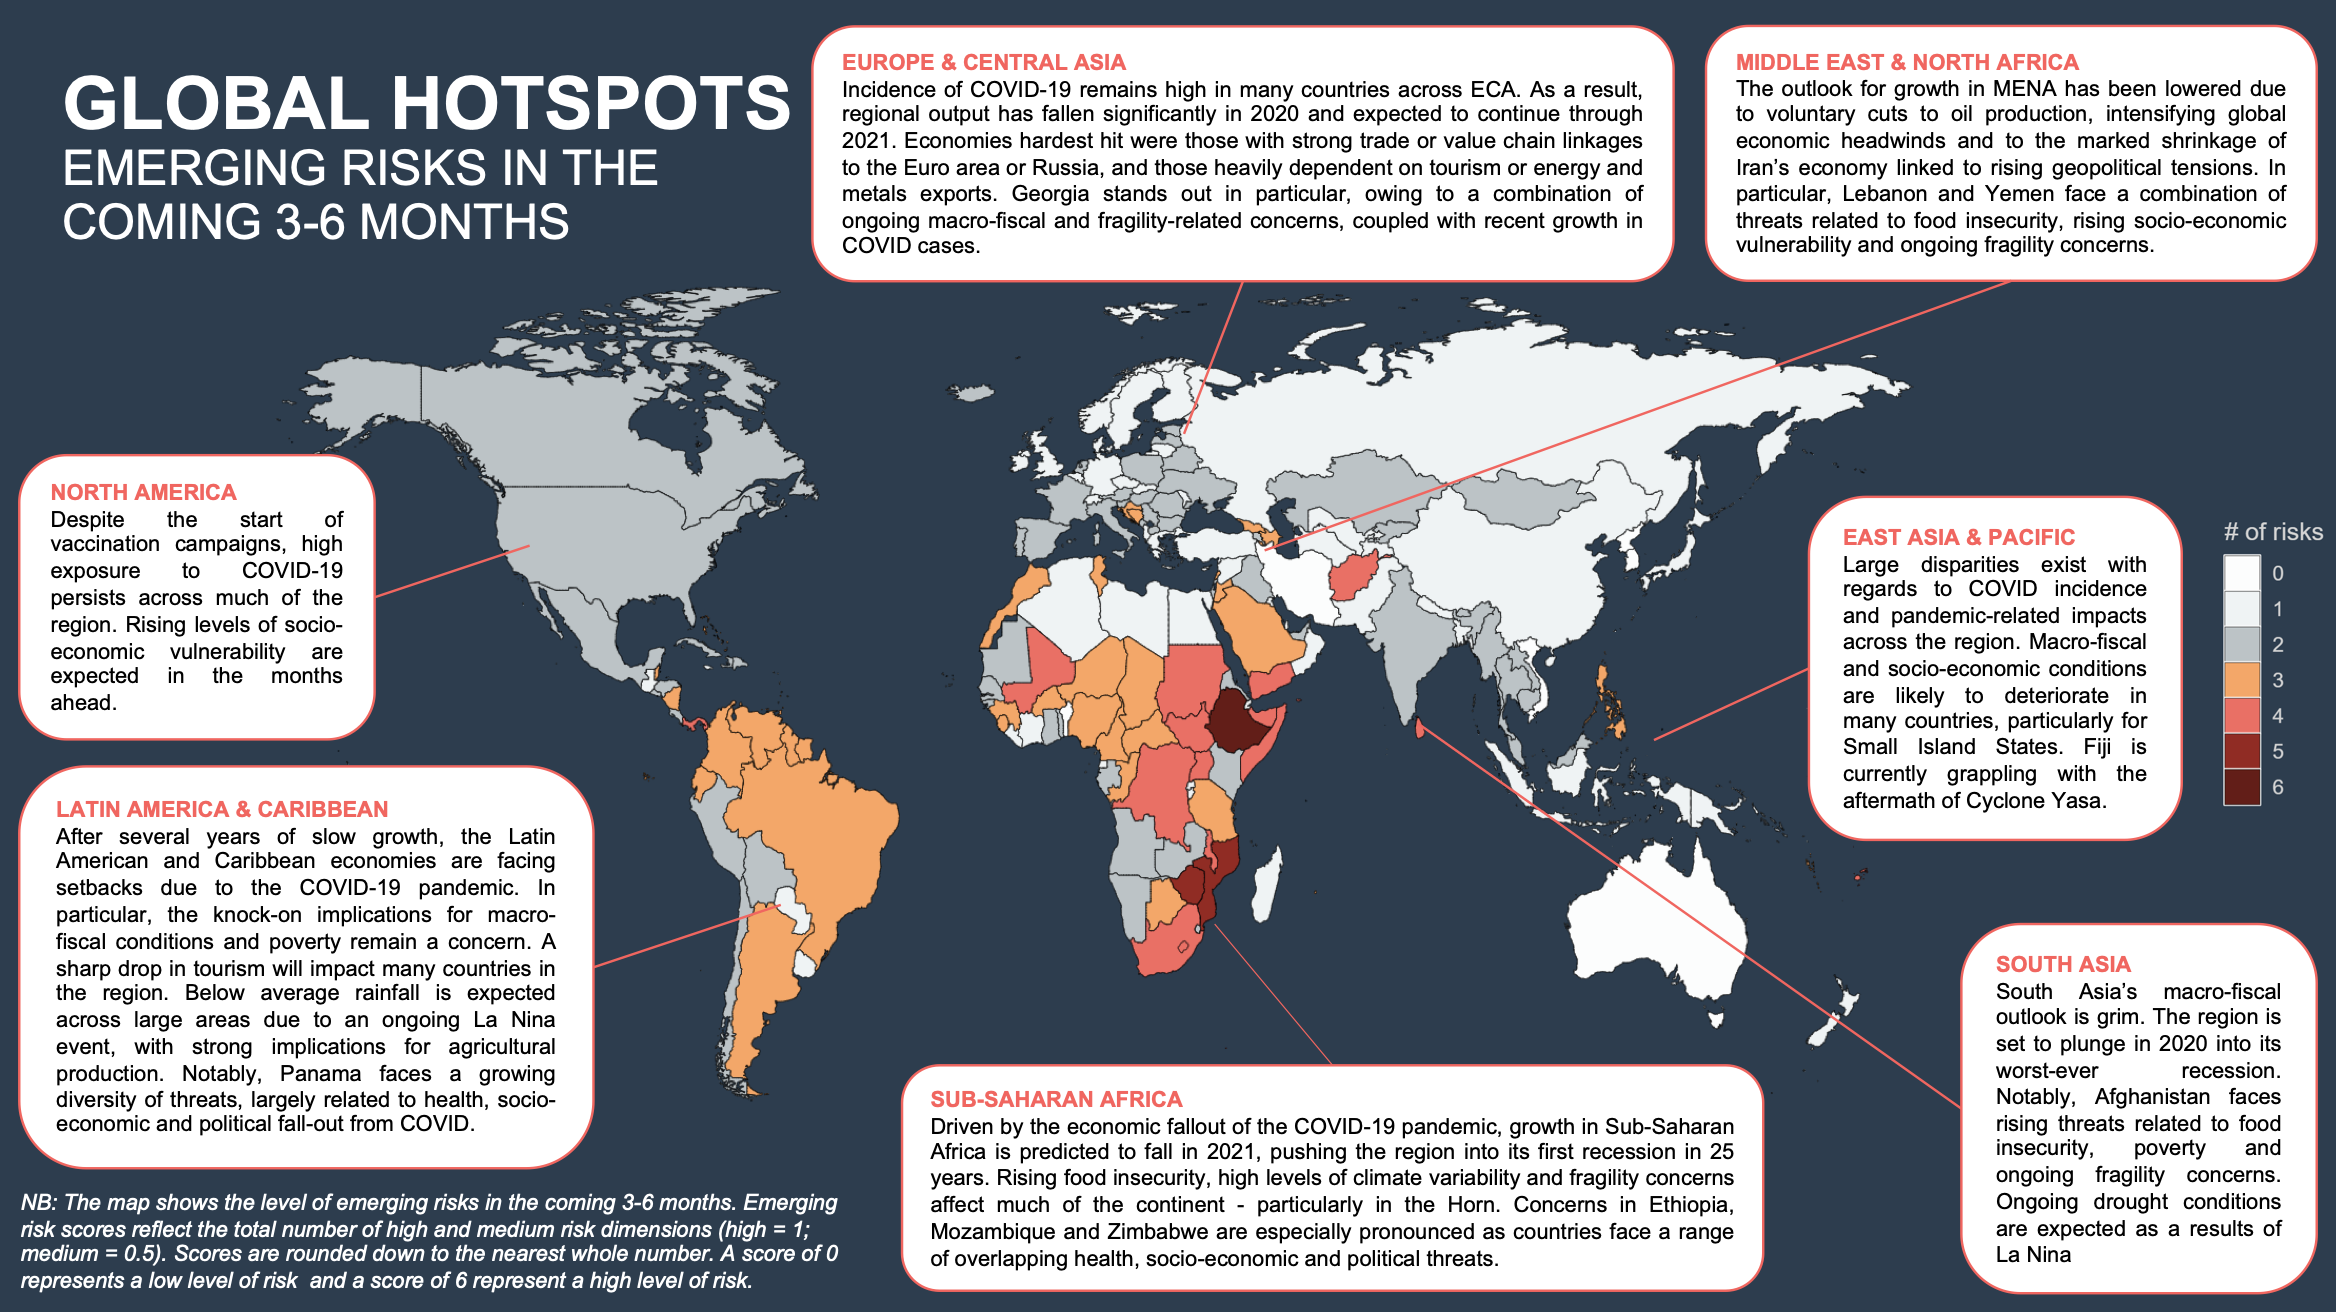 GLOBAL HOTSPOTS
EMERGING RISKS IN THE
COMING 3-6 MONTHS
EUROPE & CENTRAL ASIA
Incidence of COVID-19 remains high in many countries across ECA. As a result,
regional output has fallen significantly in 2020 and expected to continue through
2021. Economies hardest hit were those with strong trade or value chain linkages
to the Euro area or Russia, and those heavily dependent on tourism or energy and
metals exports. Georgia stands out in particular, owing to a combination of
ongoing macro-fiscal and fragility-related concerns, coupled with recent growth in
COVID cases.
MIDDLE EAST & NORTH AFRICA
The outlook for growth in MENA has been lowered due
to voluntary cuts to oil production, intensifying global
economic headwinds and to the marked shrinkage of
Iran's economy linked to rising geopolitical tensions. In
particular, Lebanon and Yemen face a combination of
threats related to food insecurity, rising socio-economic
vulnerability and ongoing fragility concerns.
NORTH AMERICA
Despite the start of
vaccination campaigns, high
exposure to COVID-19
persists across much of the
region. Rising levels of socio-
economic vulnerability are
expected in the months
ahead.
EAST ASIA & PACIFIC
Large disparities exist with
regards to COVID incidence
and pandemic-related impacts
across the region. Macro-fiscal
and socio-economic conditions
are likely to deteriorate in
many countries, particularly for
Small Island States. Fiji is
currently grappling with the
aftermath of Cyclone Yasa.
# of risks
0
1
2
3
4
5
6
LATIN AMERICA & CARIBBEAN
After several years of slow growth, the Latin
American and Caribbean economies are facing
setbacks due to the COVID-19 pandemic. In
particular, the knock-on implications for macro-
fiscal conditions and poverty remain a concern. A
sharp drop in tourism will impact many countries in
the region. Below average rainfall is expected
across large areas due to an ongoing La Nina
event, with strong implications for agricultural
production. Notably, Panama faces a growing
diversity of threats, largely related to health, socio-
economic and political fall-out from COVID.
SOUTH ASIA
South Asia's macro-fiscal
outlook is grim. The region is
set to plunge in 2020 into its
worst-ever recession.
Notably, Afghanistan faces
rising threats related to food
insecurity, poverty and
ongoing fragility concerns.
Ongoing drought conditions
are expected as a results of
La Nina
SUB-SAHARAN AFRICA
Driven by the economic fallout of the COVID-19 pandemic, growth in Sub-Saharan
Africa is predicted to fall in 2021, pushing the region into its first recession in 25
years. Rising food insecurity, high levels of climate variability and fragility concerns
affect much of the continent - particularly in the Horn. Concerns in Ethiopia,
Mozambique and Zimbabwe are especially pronounced as countries face a range
of overlapping health, socio-economic and political threats.
NB: The map shows the level of emerging risks in the coming 3-6 months. Emerging
risk scores reflect the total number of high and medium risk dimensions (high = 1;
medium = 0.5). Scores are rounded down to the nearest whole number. A score of 0
represents a low level of risk and a score of 6 represent a high level of risk.